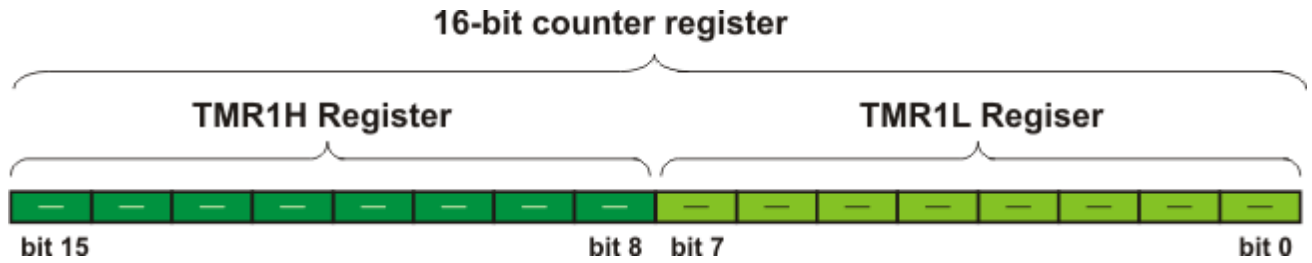 16-bit counter register
TMR1H Register TMR1L Regiser
bit 15 bit 8 bit 7 bit 0